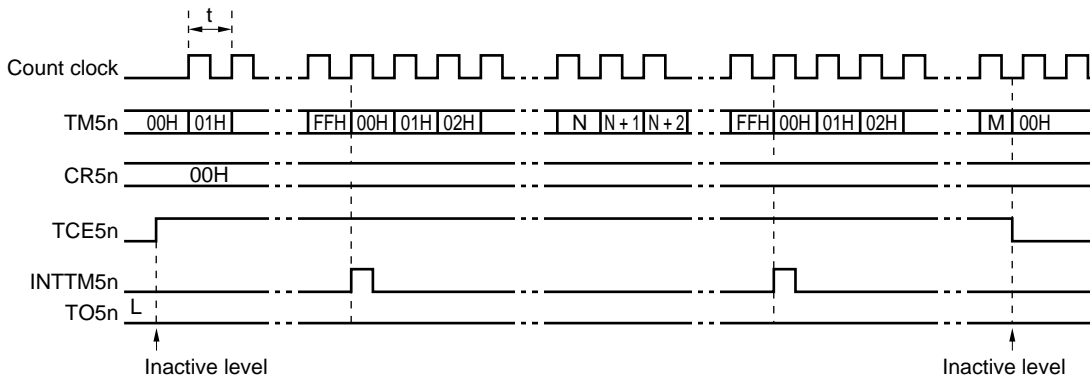 t
Count clock
TM5n 00H 01H FFH 00H 01H 02H N N + 1 N + 2 FFH 00H 01H 02H M 00H
CR5n 00H
TCE5n
INTTM5n
TO5n L
Inactive level Inactive level